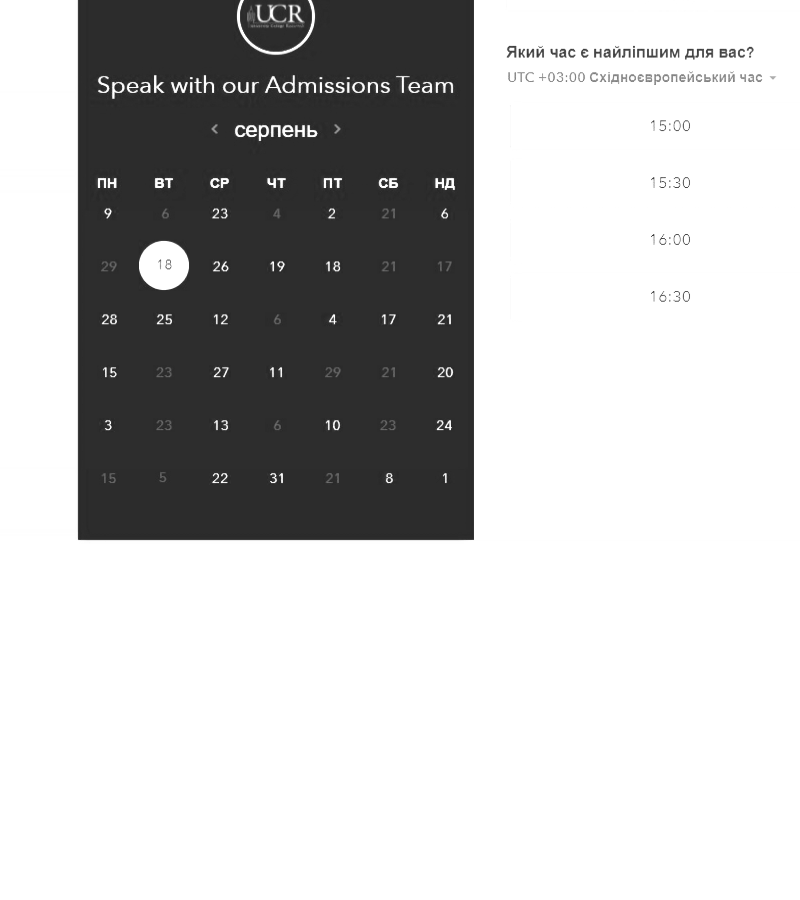 UCR
Speak with our Admissions Team
серпень
ПН ВТ СР ЧТ ПТ СБ НД
9 6 23 4 2 21 6
29 18 26 19 18 21 17
28 25 12 6 4 17 21
15 23 27 11 29 21 20
3 23 13 6 10 23 24
15 5 22 31 21 8 1
Який час є найліпшим для вас?
UTC +03:00 Східноєвропейський час
15:00
15:30
16:00
16:30